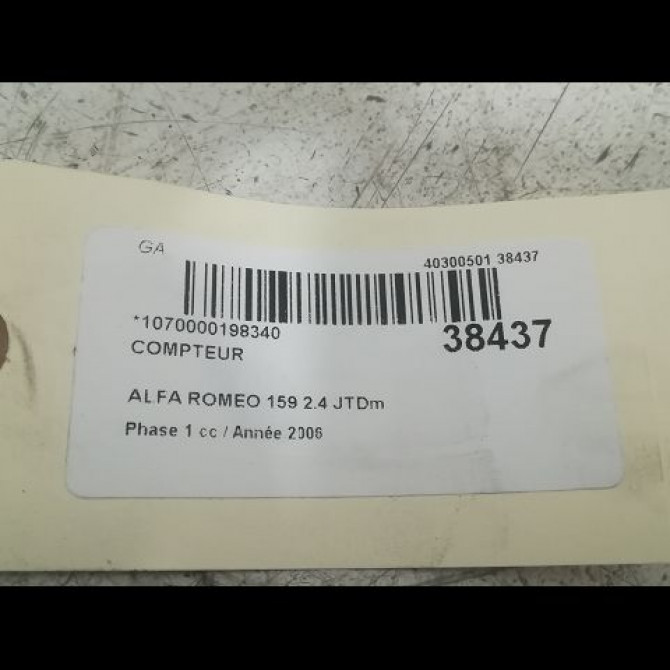 GA
40300501 38437
*1070000198340
38437
COMPTEUR
ALFA ROMEO 159 2.4 JTDm
Phase 1 cc / Année 2006